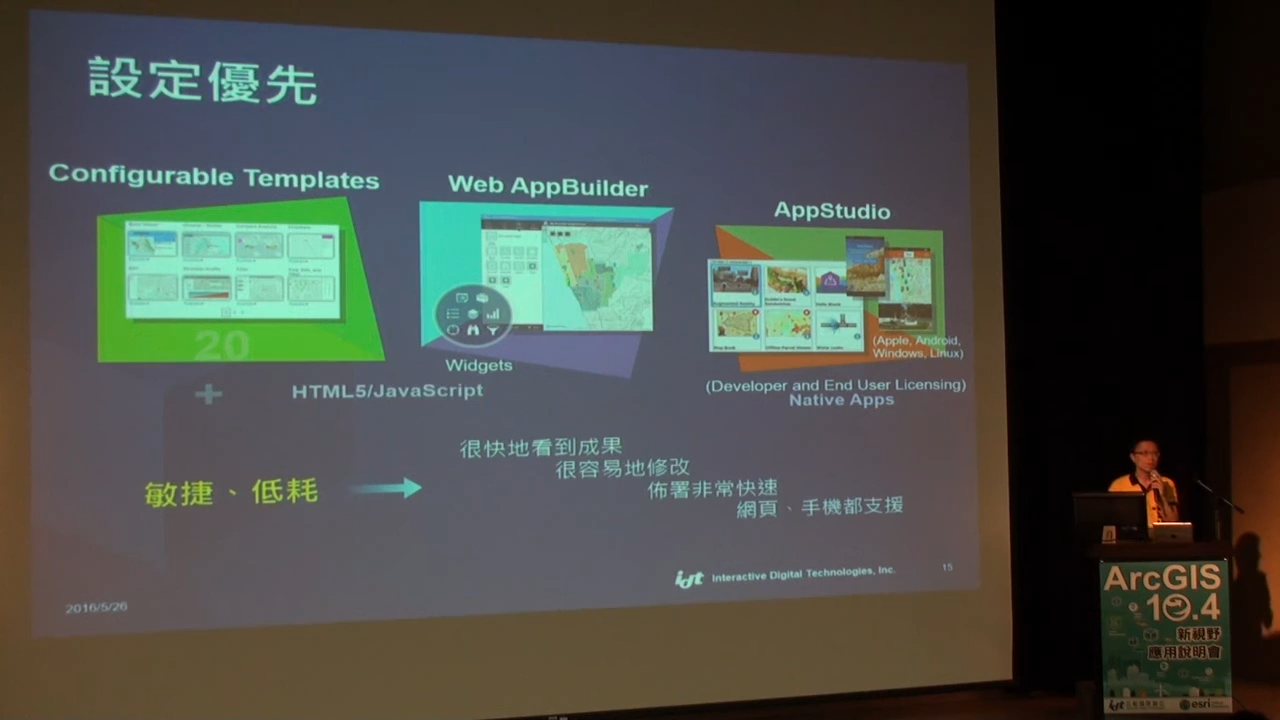 設定優先
Configurable Templates
Web AppBuilder
AppStudio
20
+
Widgets
HTML5/JavaScript
(Apple, Android,
Windows, Linux)
(Developer and End User Licensing)
Native Apps
敏捷、低耗
很快地看到成果
很容易地修改
佈署非常快速
網頁、手機都支援
idt Interactive Digital Technologies, Inc.
15
2016/5/26
ArcGIS
10.4
新視野
應用說明會
idt
esri